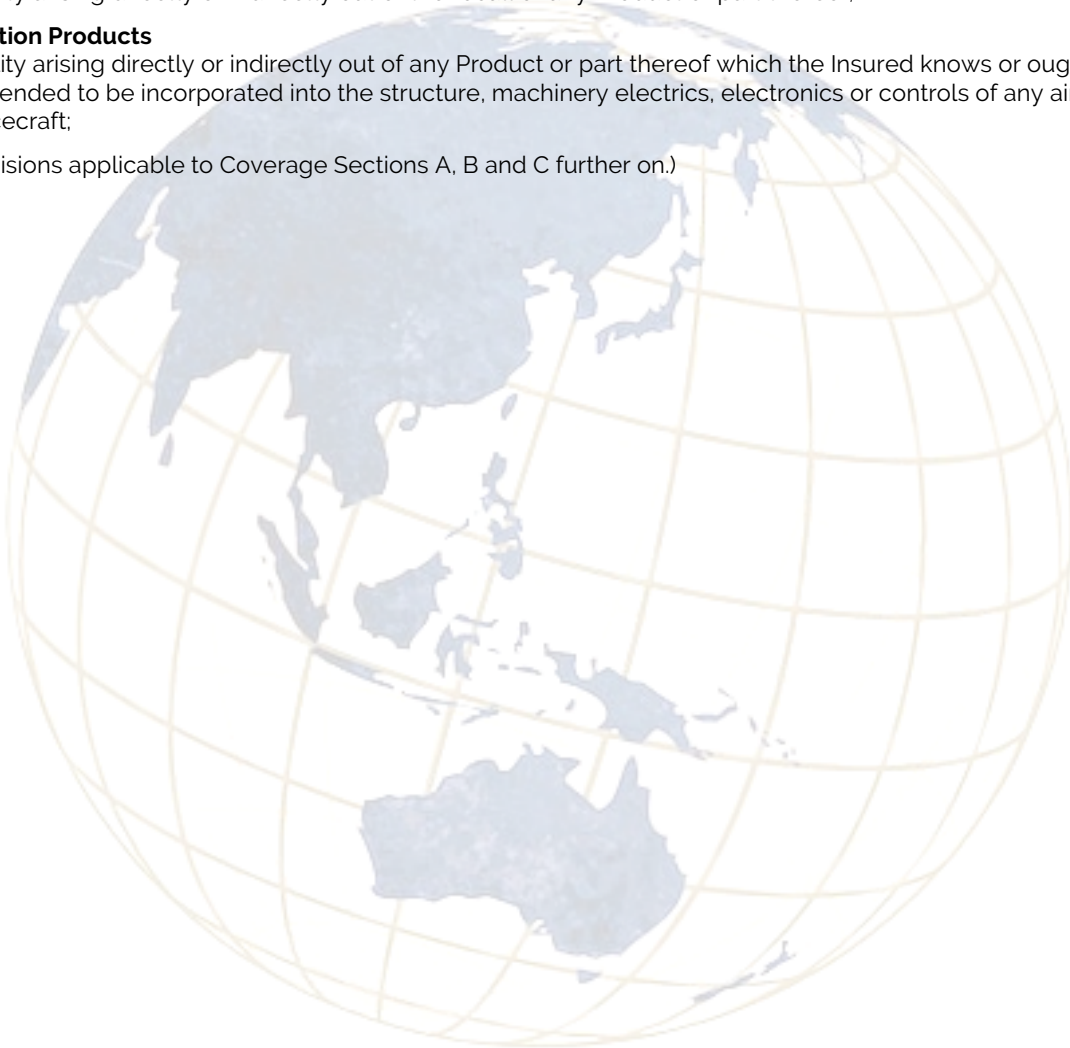 tion Products
ity arising directly or indirectly out of any Product or part thereof which the Insured knows or oug
ended to be incorporated into the structure, machinery electrics, electronics or controls of any ai
ecraft;
isions applicable to Coverage Sections A, B and C further on.)